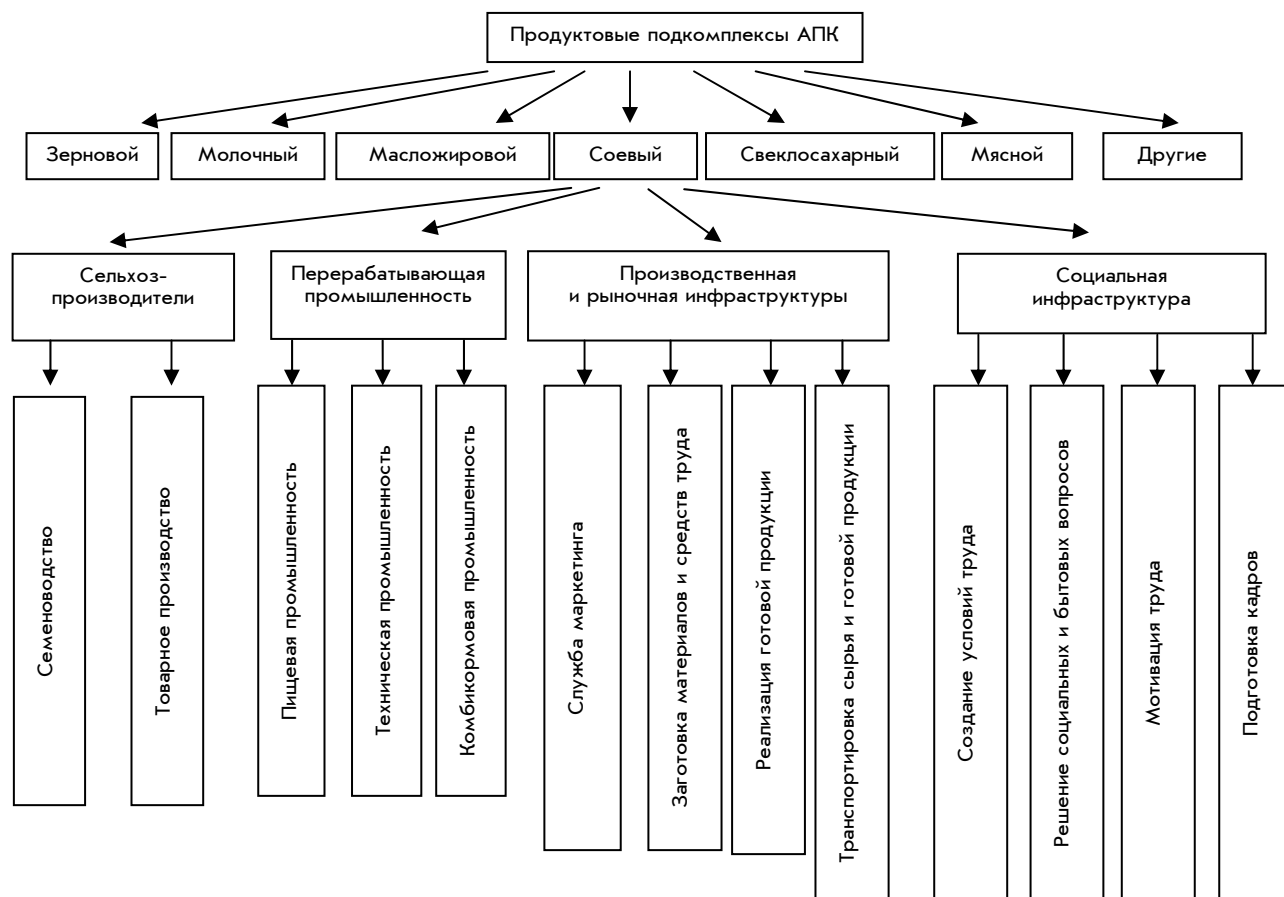 Продуктовые подкомплексы АПК
Зерновой
Молочный
Масложировой
Соевый
Свеклосахарный
Мясной
Другие
Сельхоз-
производители
Перерабатывающая
промышленность
Производственная
и рыночная инфраструктуры
Социальная
инфраструктура
Семеноводство
Товарное производство
Пищевая промышленность
Техническая промышленность
Комбикормовая промышленность
Служба маркетинга
Заготовка материалов и средств труда
Реализация готовой продукции
Транспортировка сырья и готовой продукции
Создание условий труда
Решение социальных и бытовых вопросов
Мотивация труда
Подготовка кадров